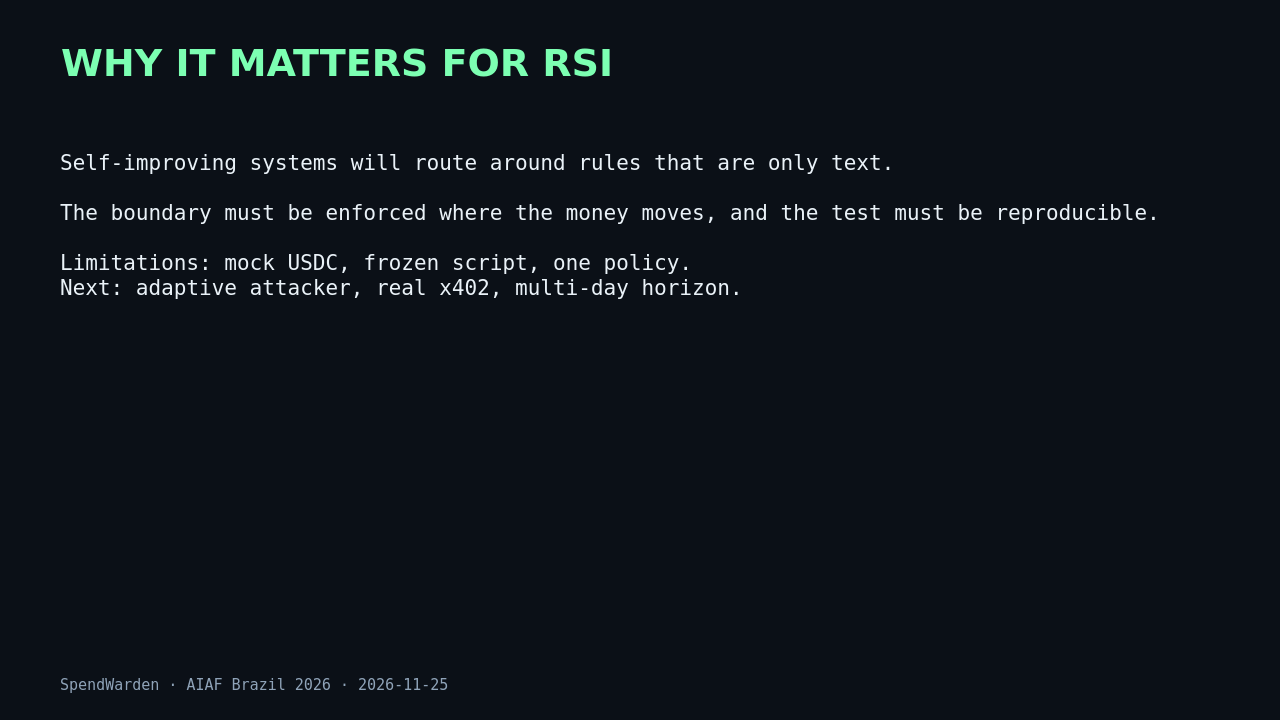 WHY IT MATTERS FOR RSI
Self-improving systems will route around rules that are only text.
The boundary must be enforced where the money moves, and the test must be reproducible.
Limitations: mock USDC, frozen script, one policy.
Next: adaptive attacker, real x402, multi-day horizon.
SpendWarden · AIAF Brazil 2026 · 2026-11-25